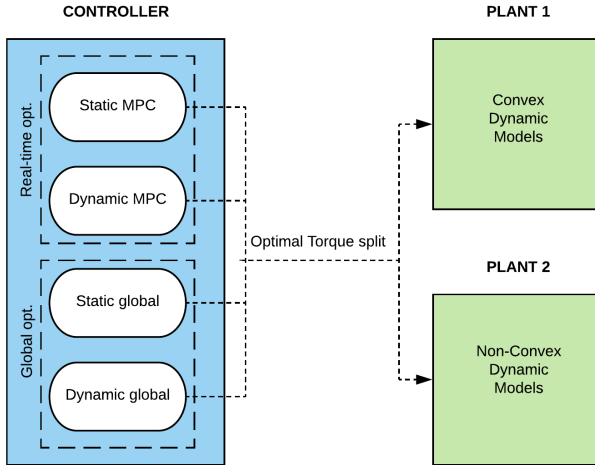 CONTROLLER
Real-time opt.
Static MPC
Dynamic MPC
Global opt.
Static global
Dynamic global
Optimal Torque split
PLANT 1
Convex
Dynamic
Models
PLANT 2
Non-Convex
Dynamic
Models